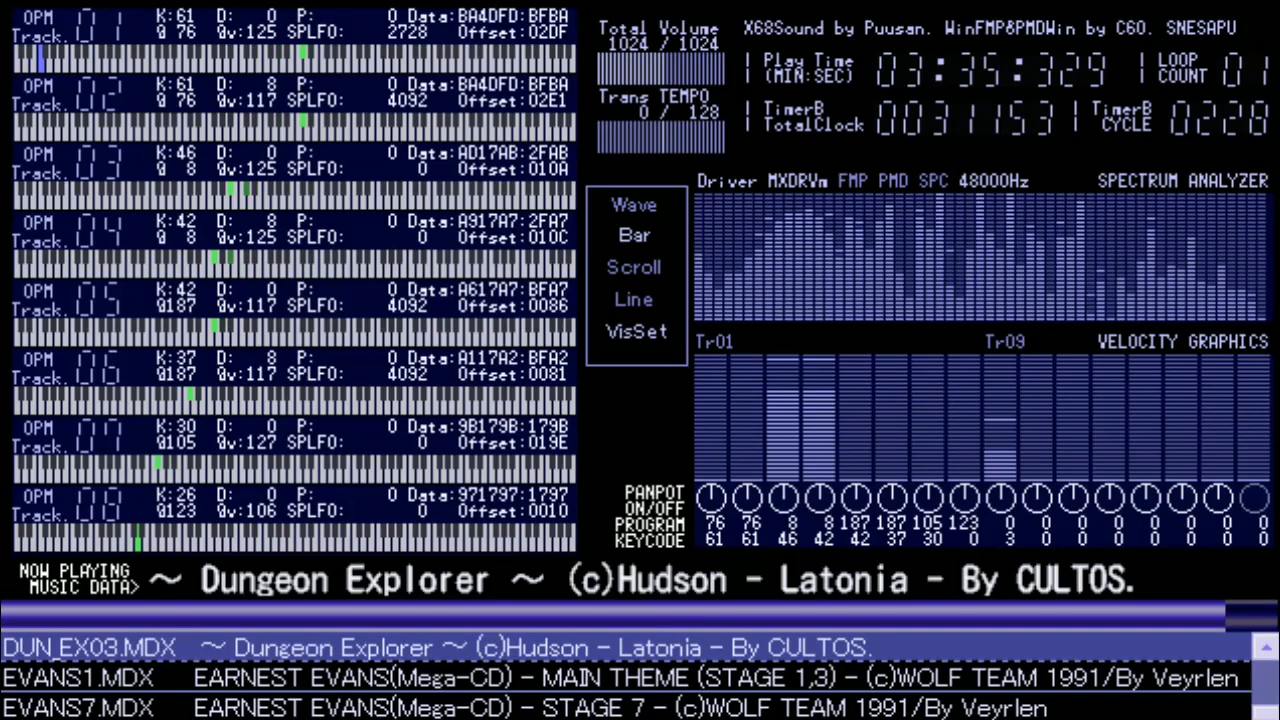 OPM K:61 D: 0 P: 0 Data:BA4DFD:BFBA
Track. 01 @ 76 @v:125 SPLFO: 2728 Offset:02DF
OPM K:61 D: 8 P: 0 Data:BA4DFD:BFBA
Track. 02 @ 76 @v:117 SPLFO: 4092 Offset:02E1
OPM K:46 D: 0 P: 0 Data:AD17AB:2FAB
Track. 03 @ 8 @v:125 SPLFO: 0 Offset:010A
OPM K:42 D: 0 P: 0 Data:A917A7:2FA7
Track. 04 @ 8 @v:125 SPLFO: 0 Offset:010C
OPM K:42 D: 0 P: 0 Data:A617A7:BFA7
Track. 05 @187 @v:117 SPLFO: 4092 Offset:0086
OPM K:37 D: 8 P: 0 Data:A117A2:BFA2
Track. 06 @187 @v:117 SPLFO: 4092 Offset:0081
OPM K:30 D: 0 P: 0 Data:9B179B:179B
Track. 07 @105 @v:127 SPLFO: 0 Offset:019E
OPM K:26 D: 0 P: 0 Data:971797:1797
Track. 08 @123 @v:106 SPLFO: 0 Offset:0010
Total Volume
1024 / 1024
Trans TEMPO
0 / 128
X68Sound by Puusan. WinFMP&PMDWin by C60. SNESAPU
Play Time (MIN:SEC) 03:35:329 LOOP COUNT 01
TimerB TotalClock 00311153 TimerB CYCLE 0228
Wave
Bar
Scroll
Line
VisSet
Driver MXDRVm FMP PMD SPC 48000Hz SPECTRUM ANALYZER
Tr01 Tr09 VELOCITY GRAPHICS
PANPOT
ON/OFF
PROGRAM 76 76 8 8 187 187 105 123 0 0 0 0 0 0 0 0
KEYCODE 61 61 46 42 42 37 30 26 3 0 0 0 0 0 0 0
NOW PLAYING
MUSIC DATA> ～ Dungeon Explorer ～ (c)Hudson - Latonia - By CULTOS.
DUN_EX03.MDX ～ Dungeon Explorer ～ (c)Hudson - Latonia - By CULTOS.
EVANS1.MDX EARNEST EVANS(Mega-CD) - MAIN THEME (STAGE 1,3) - (c)WOLF TEAM 1991/By Veyrlen
EVANS7.MDX EARNEST EVANS(Mega-CD) - STAGE 7 - (c)WOLF TEAM 1991/By Veyrlen